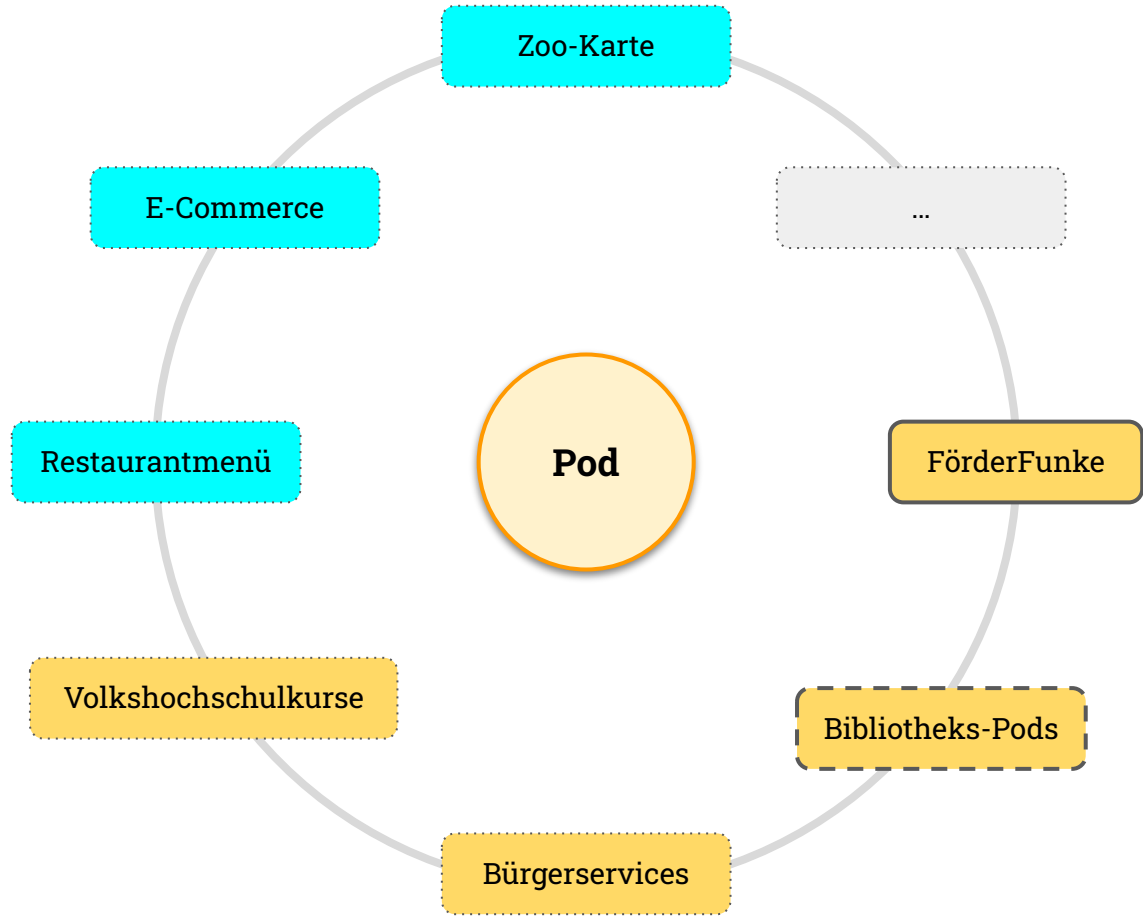 Zoo-Karte
E-Commerce
...
Restaurantmenü
Pod
FörderFunke
Volkshochschulkurse
Bibliotheks-Pods
Bürgerservices